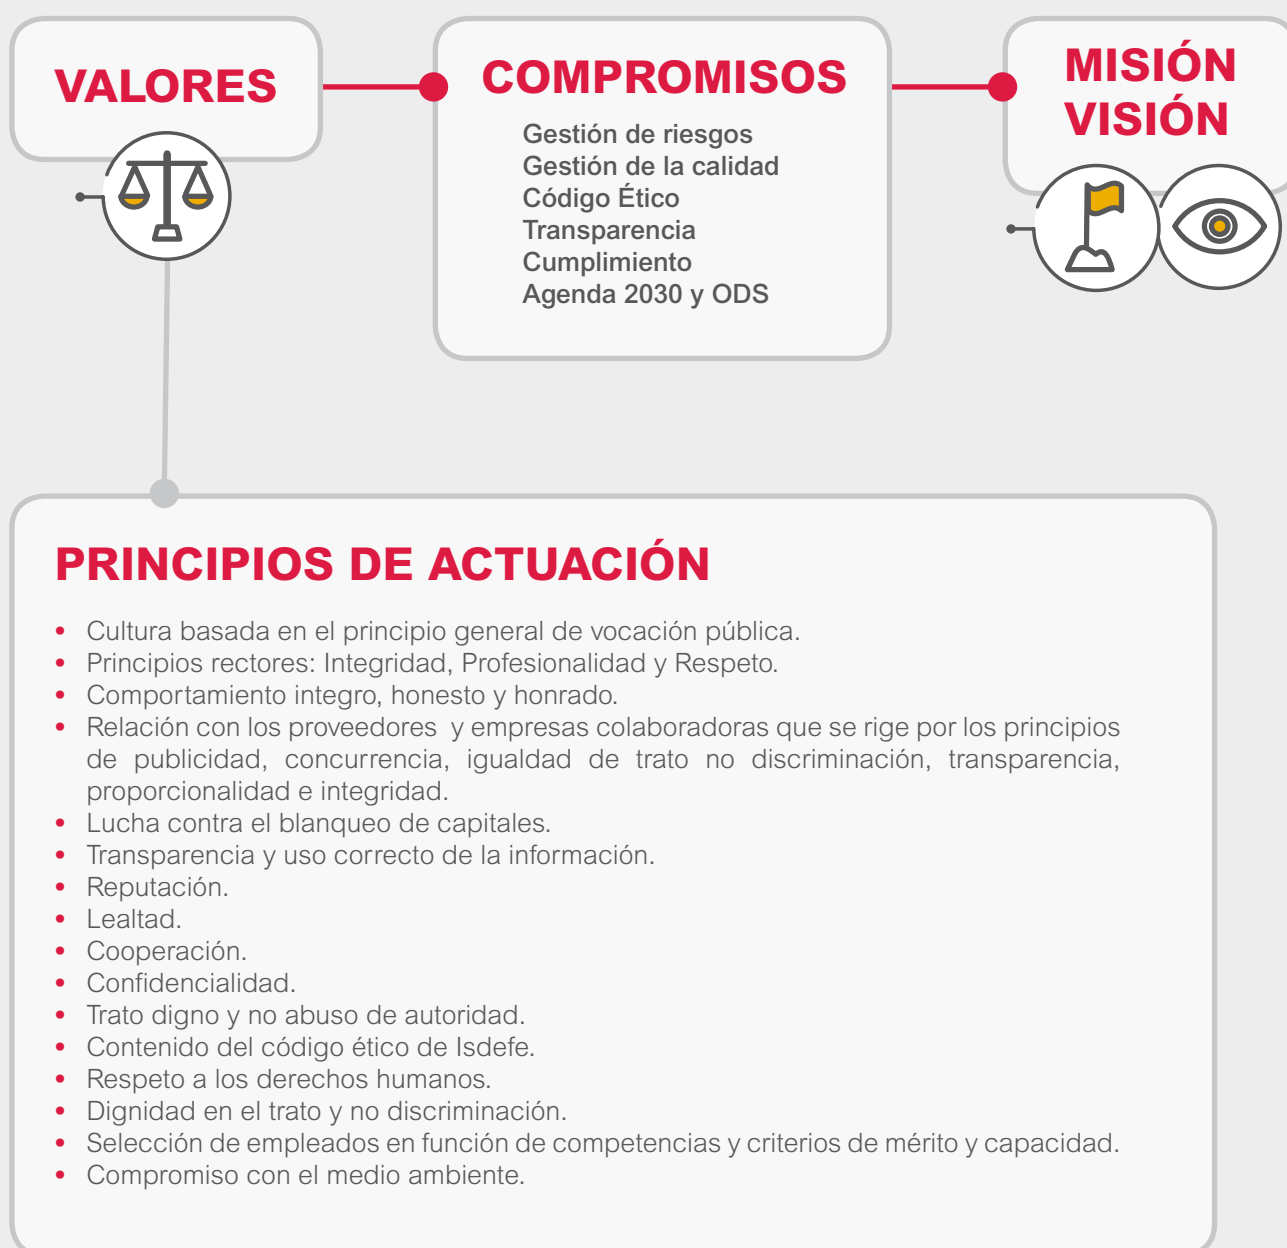 VALORES
COMPROMISOS
Gestión de riesgos
Gestión de la calidad
Código Ético
Transparencia
Cumplimiento
Agenda 2030 y ODS
MISIÓN
VISIÓN
PRINCIPIOS DE ACTUACIÓN
• Cultura basada en el principio general de vocación pública.
• Principios rectores: Integridad, Profesionalidad y Respeto.
• Comportamiento integro, honesto y honrado.
• Relación con los proveedores y empresas colaboradoras que se rige por los principios
de publicidad, concurrencia, igualdad de trato no discriminación, transparencia,
proporcionalidad e integridad.
• Lucha contra el blanqueo de capitales.
• Transparencia y uso correcto de la información.
• Reputación.
• Lealtad.
• Cooperación.
• Confidencialidad.
• Trato digno y no abuso de autoridad.
• Contenido del código ético de Isdefe.
• Respeto a los derechos humanos.
• Dignidad en el trato y no discriminación.
• Selección de empleados en función de competencias y criterios de mérito y capacidad.
• Compromiso con el medio ambiente.